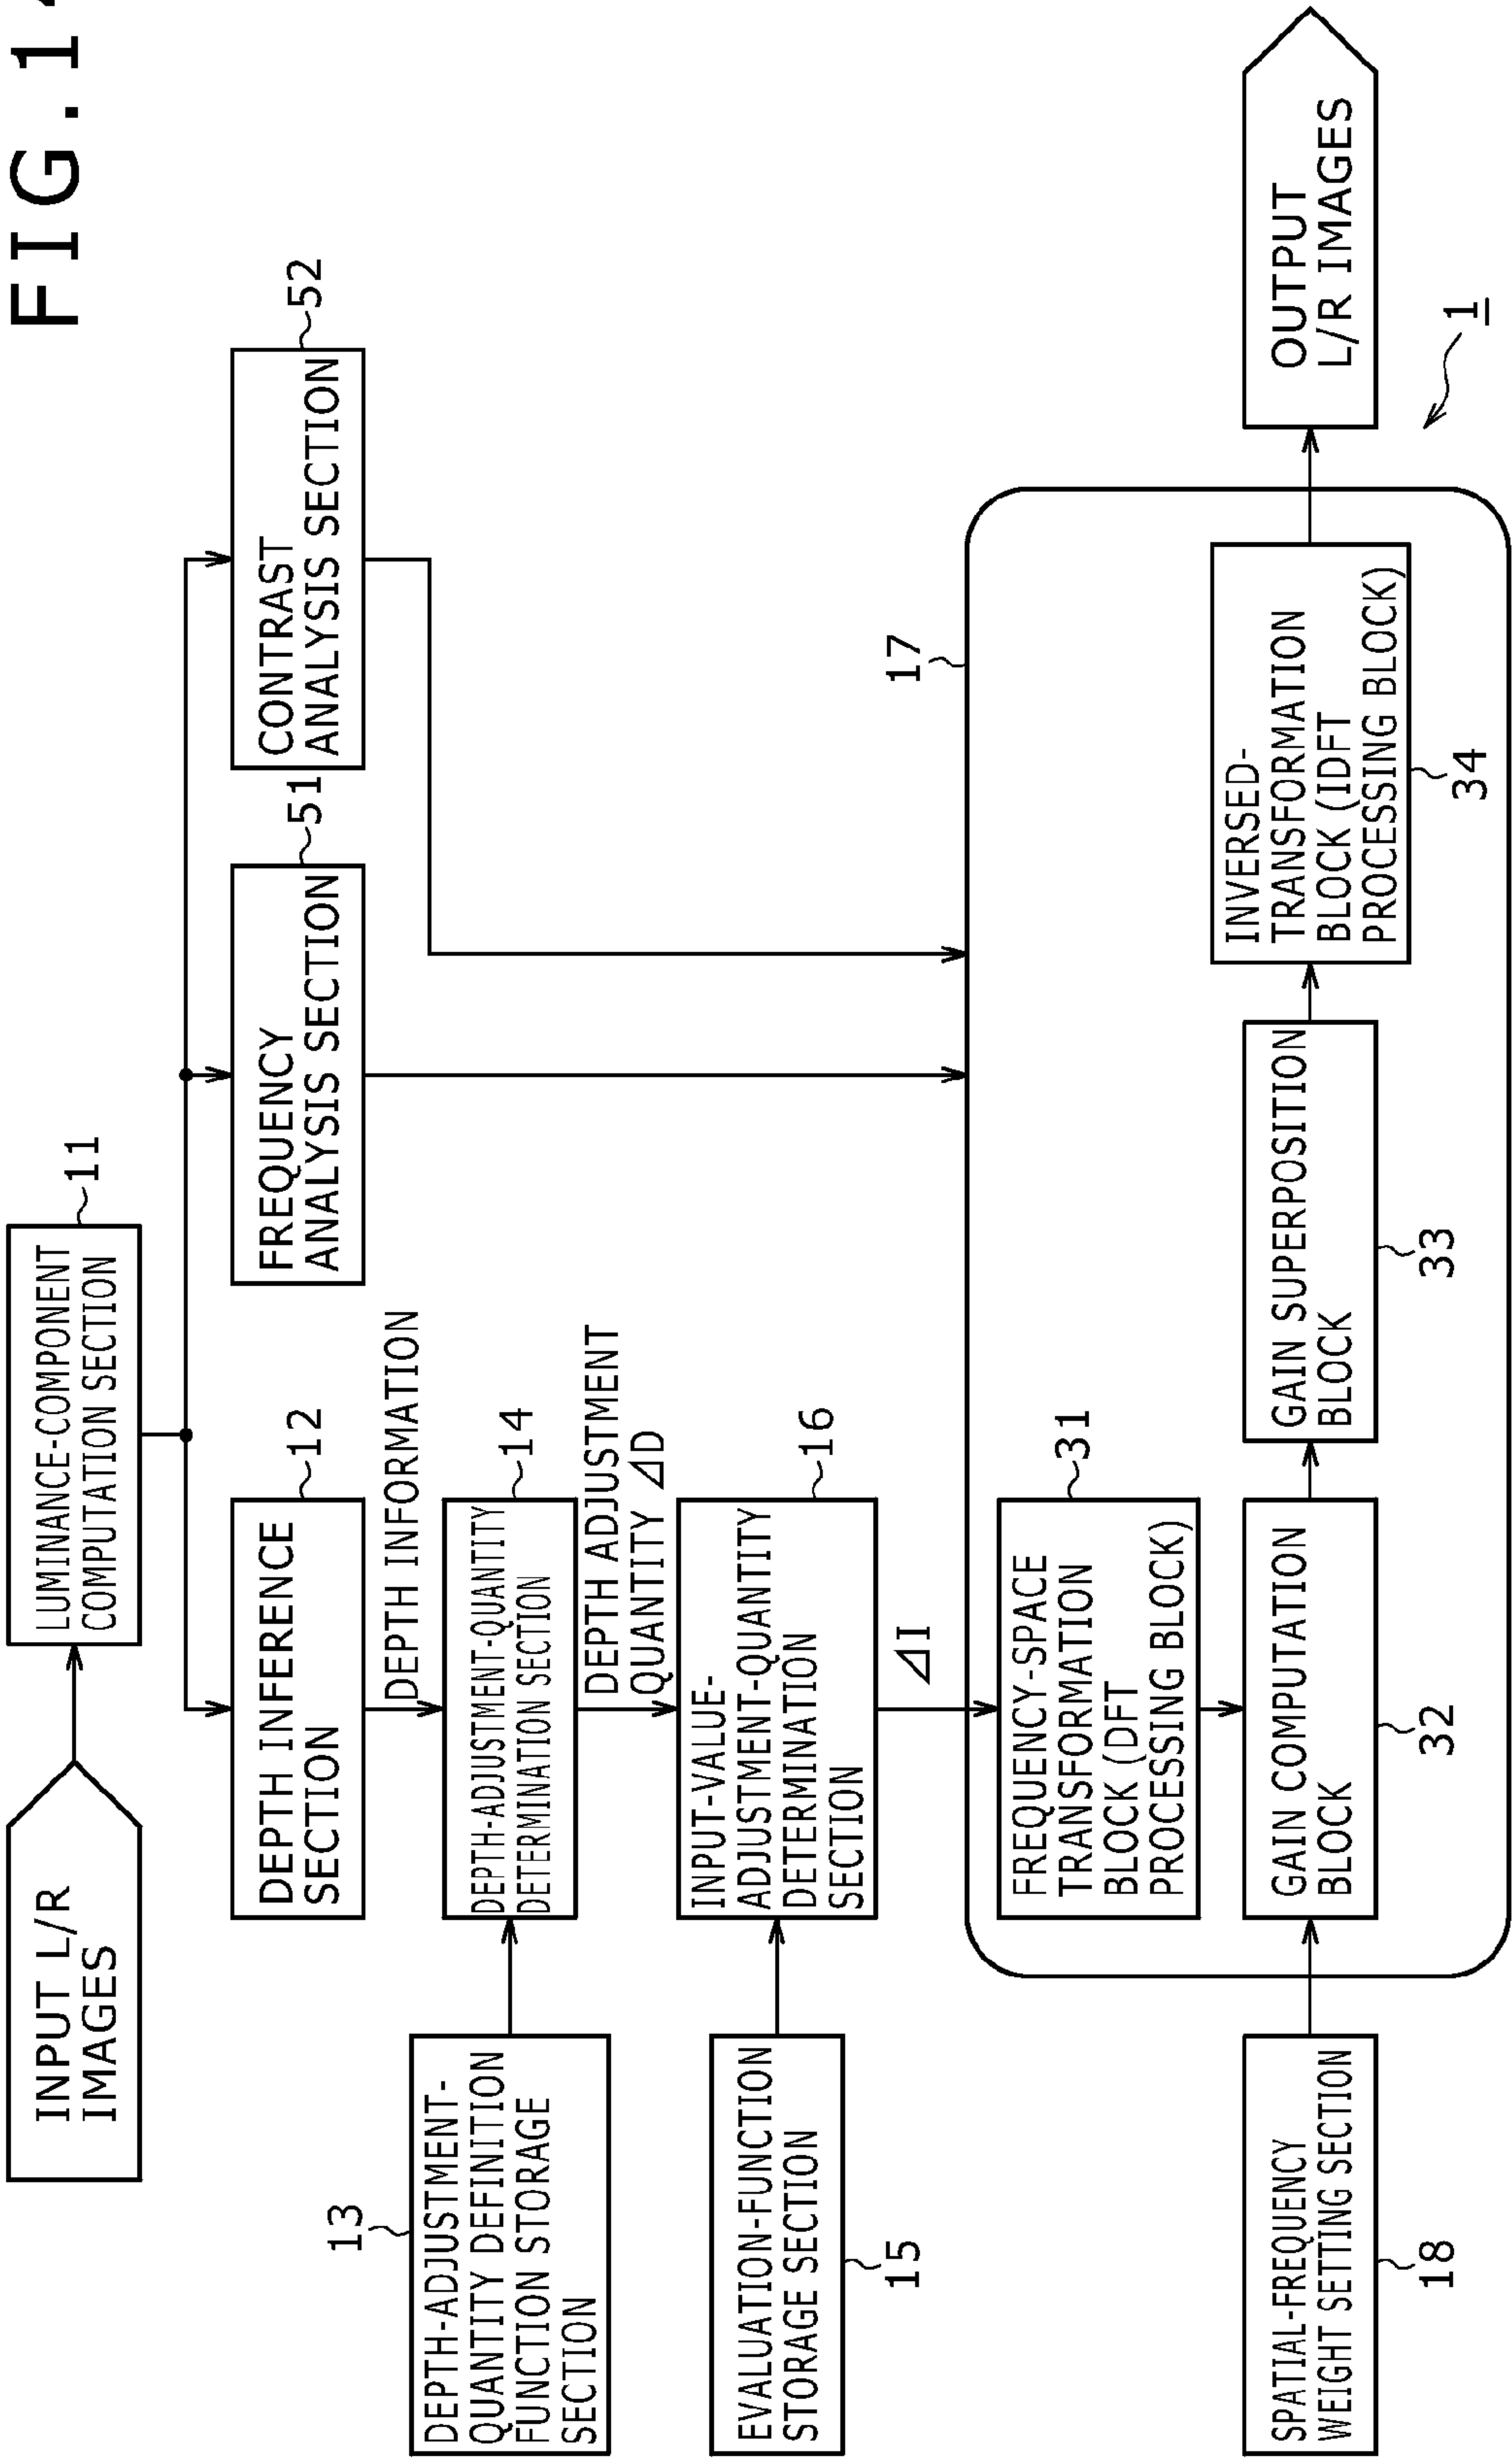 FIG.1
INPUT L/R
IMAGES
LUMINANCE-COMPONENT
COMPUTATION SECTION
11
DEPTH INFERENCE
SECTION
12
FREQUENCY
ANALYSIS SECTION
51
CONTRAST
ANALYSIS SECTION
52
DEPTH INFORMATION
13
DEPTH-ADJUSTMENT-
QUANTITY DEFINITION
FUNCTION STORAGE
SECTION
DEPTH-ADJUSTMENT-QUANTITY
DETERMINATION SECTION
14
DEPTH ADJUSTMENT
QUANTITY ΔD
EVALUATION-FUNCTION
STORAGE SECTION
15
INPUT-VALUE-
ADJUSTMENT-QUANTITY
DETERMINATION
SECTION
16
ΔI
17
FREQUENCY-SPACE
TRANSFORMATION
BLOCK (DFT
PROCESSING BLOCK)
31
SPATIAL-FREQUENCY
WEIGHT SETTING SECTION
18
GAIN COMPUTATION
BLOCK
32
GAIN SUPERPOSITION
BLOCK
33
INVERSED-
TRANSFORMATION
BLOCK (IDFT
PROCESSING BLOCK)
34
OUTPUT
L/R IMAGES
1